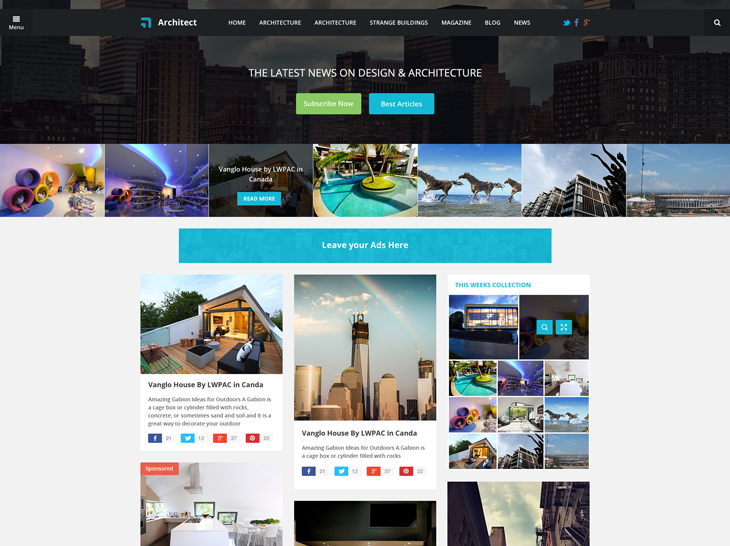 Menu
Architect
HOME
ARCHITECTURE
ARCHITECTURE
STRANGE BUILDINGS
MAGAZINE
BLOG
NEWS
THE LATEST NEWS ON DESIGN & ARCHITECTURE
Subscribe Now
Best Articles
Vanglo House by LWPAC in
Canada
READ MORE
Leave your Ads Here
Vanglo House By LWPAC in Canda
Amazing Gabion Ideas for Outdoors A Gabion is
a cage box or cylinder filled with rocks,
concrete, or sometimes sand and soil and It is a
great way to decorate your outdoor
21
12
37
22
Sponsored
Vanglo House By LWPAC in Canda
Amazing Gabion Ideas for Outdoors A Gabion is
a cage box or cylinder filled with rocks
21
12
37
22
THIS WEEKS COLLECTION